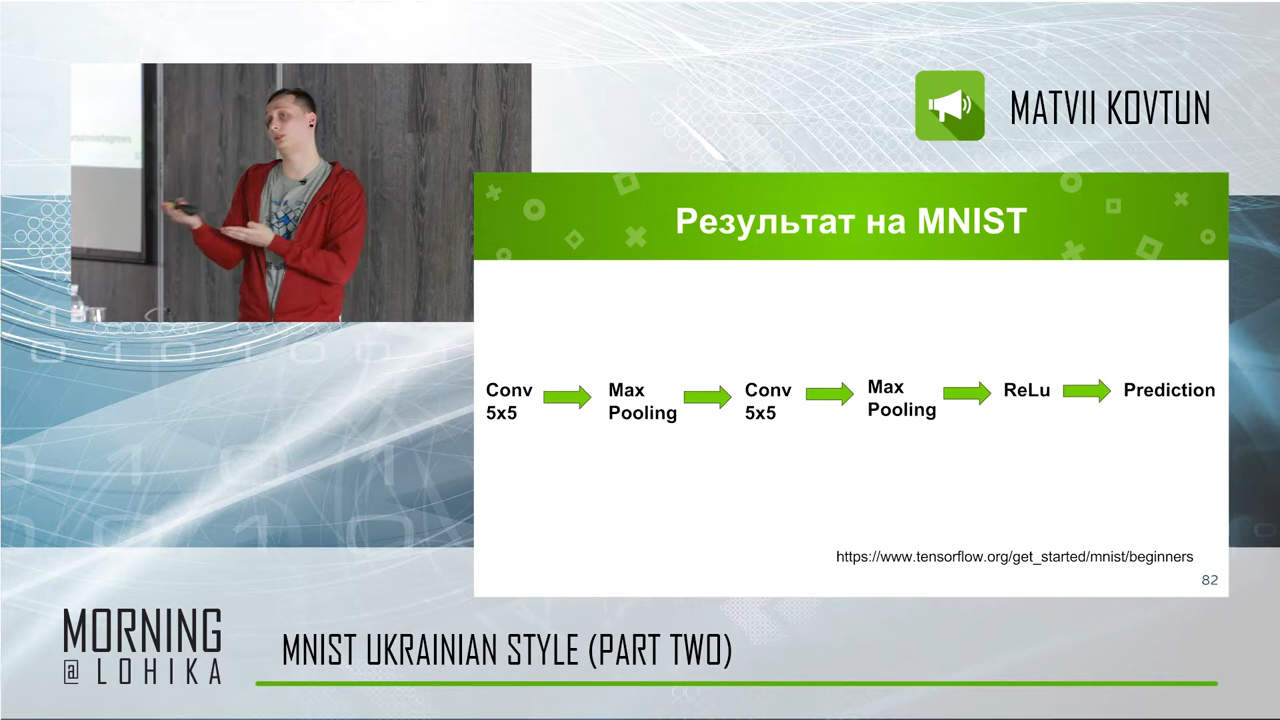 MATVII KOVTUN
Результат на MNIST
Conv
5x5
Max
Pooling
Conv
5x5
Max
Pooling
ReLu
Prediction
https://www.tensorflow.org/get_started/mnist/beginners
82
MORNING
@ LOHIKA
MNIST UKRAINIAN STYLE (PART TWO)